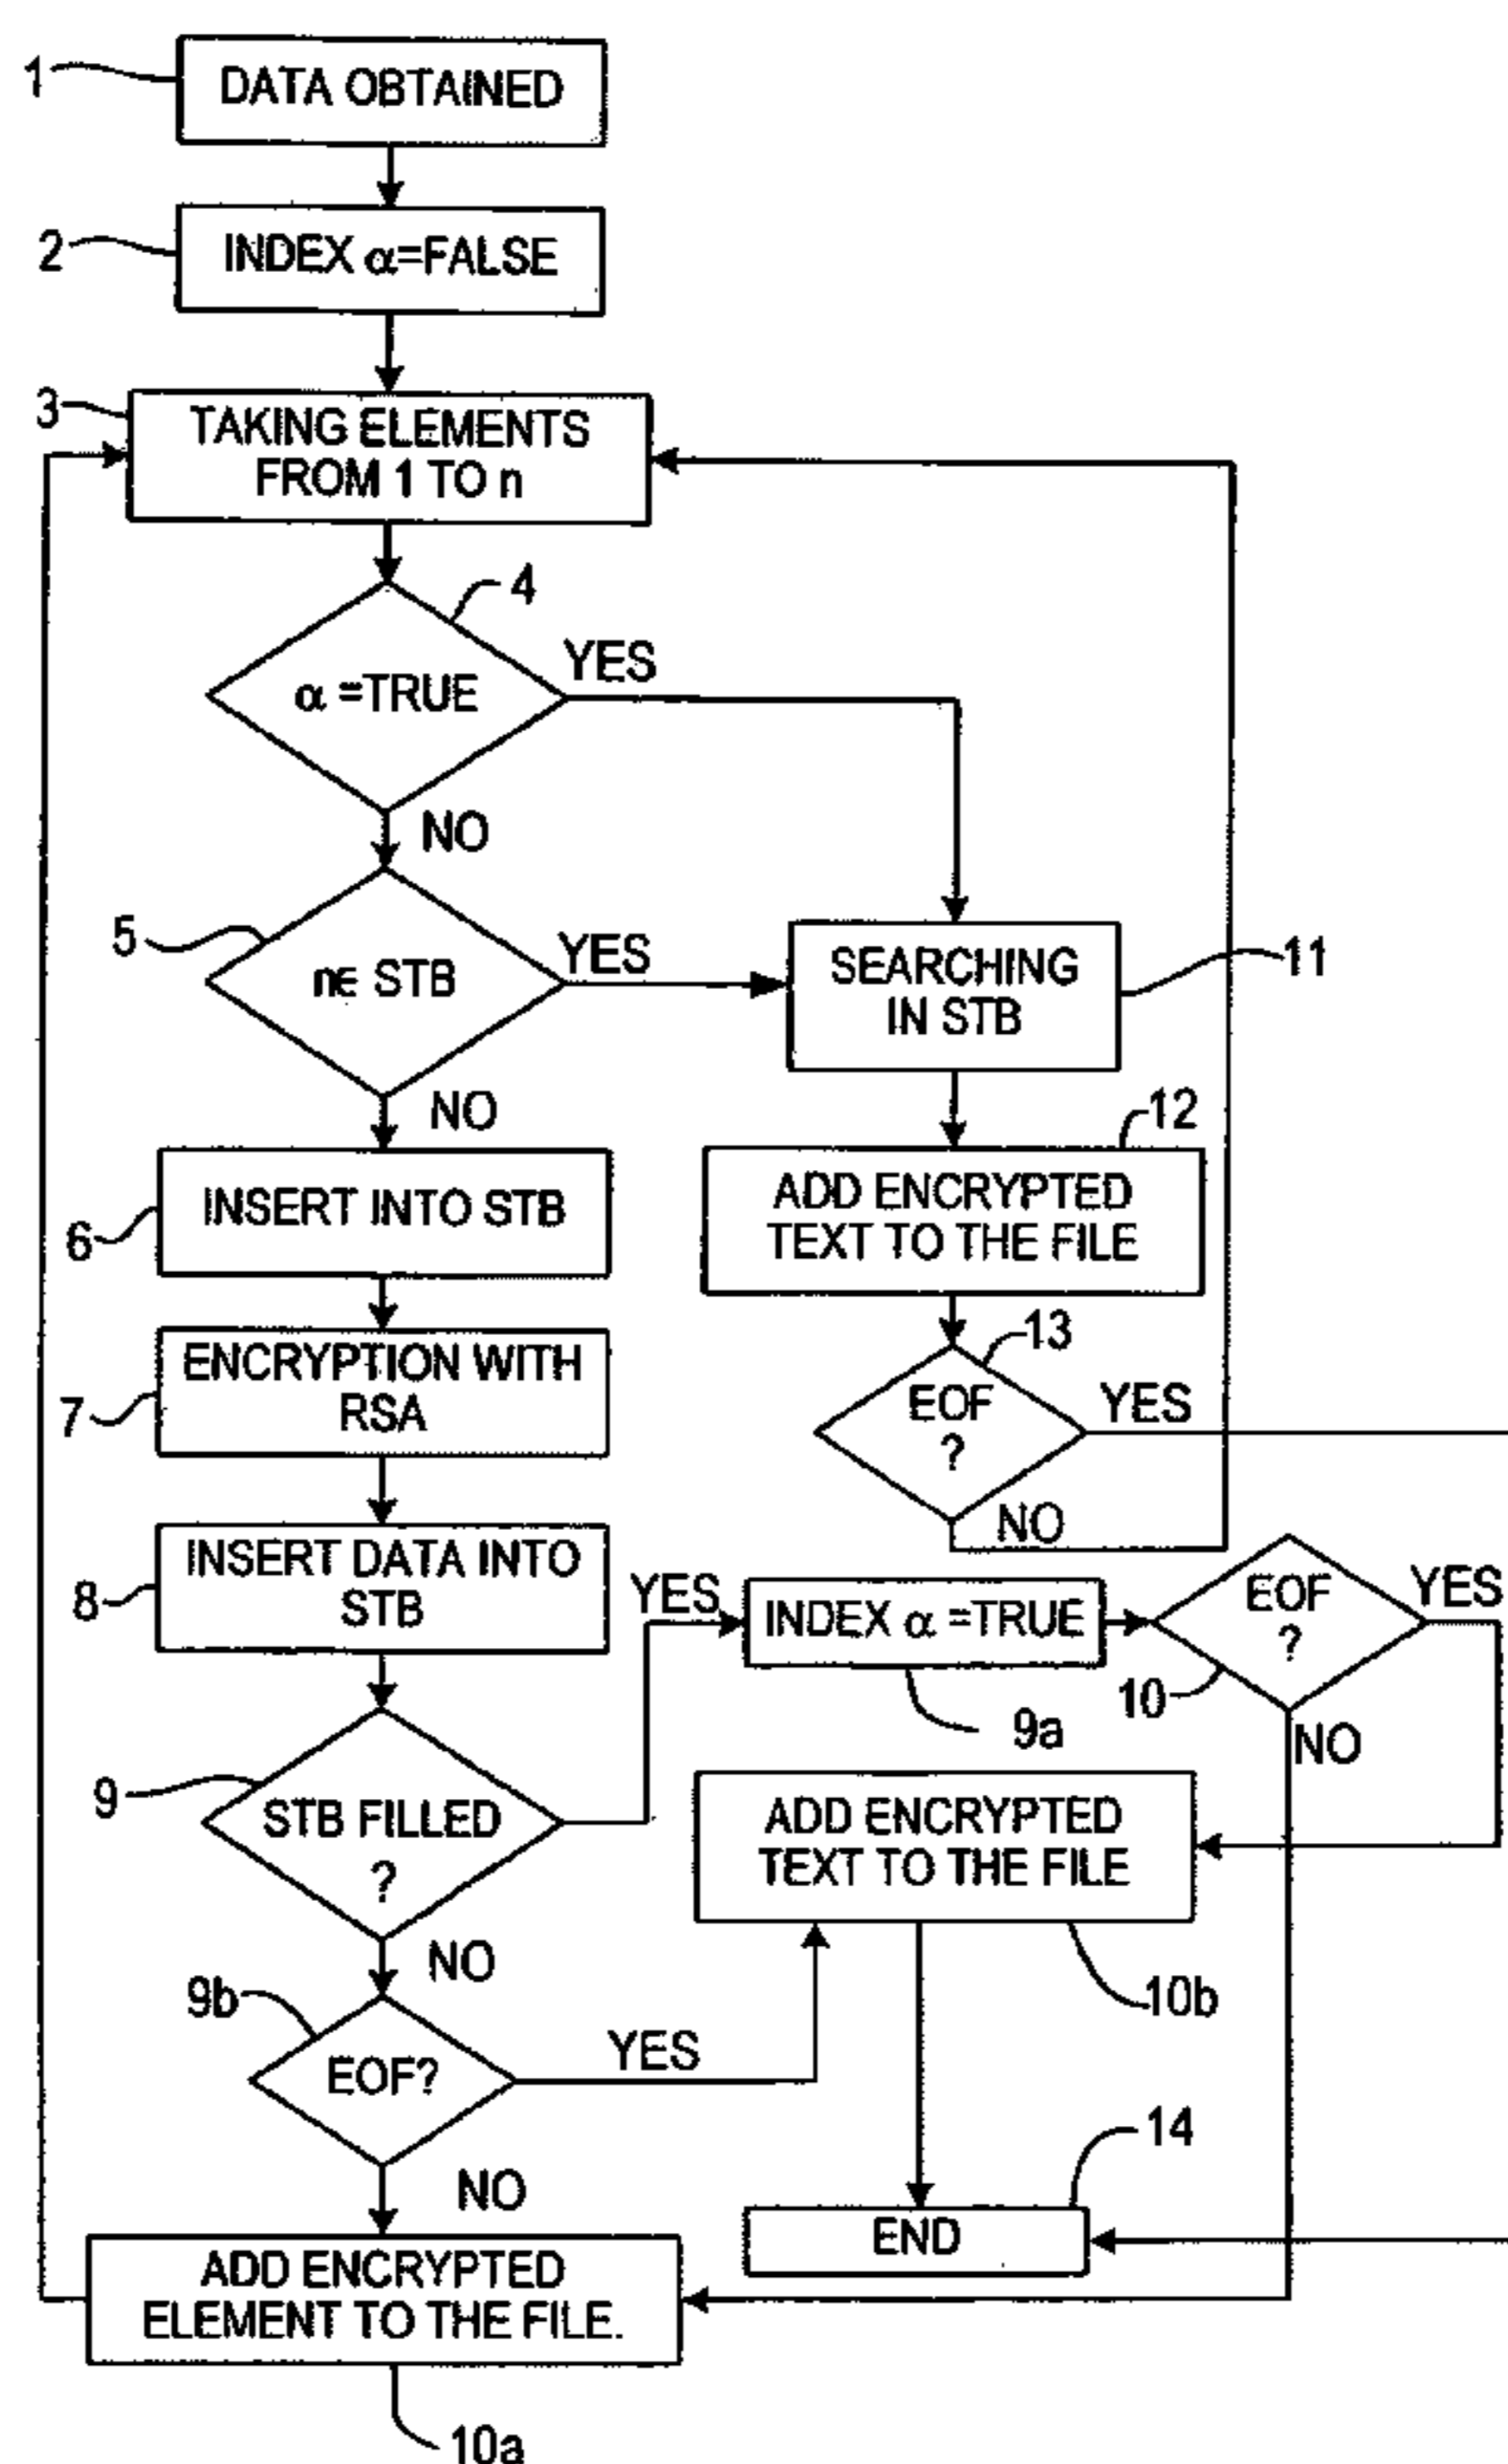 1
DATA OBTAINED
2
INDEX α=FALSE
3
TAKING ELEMENTS
FROM 1 TO n
4
α =TRUE
YES
NO
5
n∈ STB
YES
NO
SEARCHING
IN STB
11
6
INSERT INTO STB
12
ADD ENCRYPTED
TEXT TO THE FILE
7
ENCRYPTION WITH
RSA
13
EOF
?
YES
NO
8
INSERT DATA INTO
STB
YES
INDEX α =TRUE
9a
EOF
?
YES
10
NO
9
STB FILLED
?
NO
ADD ENCRYPTED
TEXT TO THE FILE
10b
9b
EOF?
YES
NO
14
END
ADD ENCRYPTED
ELEMENT TO THE FILE.
10a